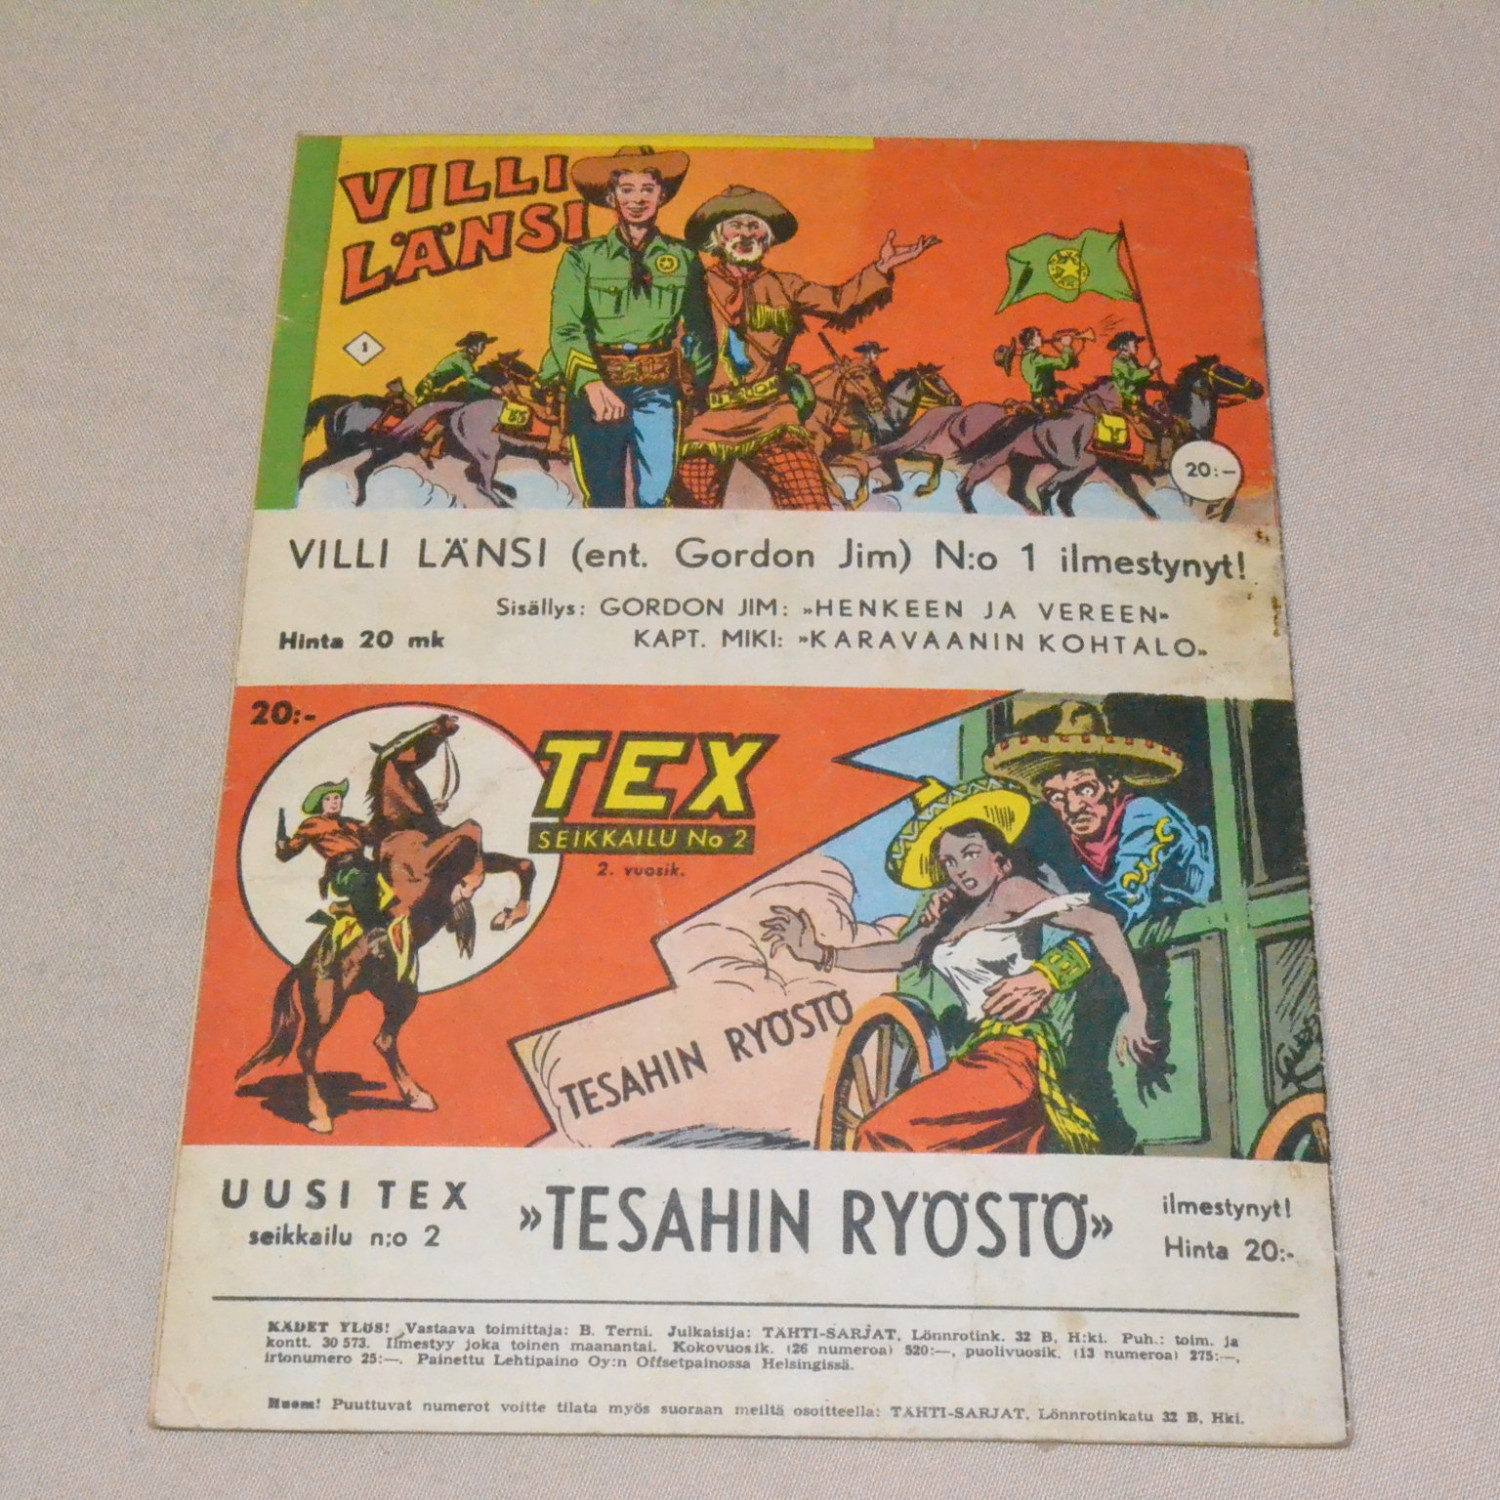 VILLI
LÄNSI
1
20:—
VILLI LÄNSI (ent. Gordon Jim) N:o 1 ilmestynyt!
Sisällys: GORDON JIM: »HENKEEN JA VEREEN»
Hinta 20 mk KAPT. MIKI: »KARAVAANIN KOHTALO»
20:-
TEX
SEIKKAILU No 2
2. vuosik.
TESAHIN RYÖSTÖ
UUSI TEX
seikkailu n:o 2
»TESAHIN RYÖSTÖ»
ilmestynyt!
Hinta 20:-
KÄDET YLÖS! Vastaava toimittaja: B. Terni. Julkaisija: TÄHTI-SARJAT, Lönnrotink. 32 B, H:ki. Puh.: toim. ja
kontt. 30 573. Ilmestyy joka toinen maanantai. Kokovuosik. (26 numeroa) 520:—, puolivuosik. (13 numeroa) 275:—,
irtonumero 25:—. Painettu Lehtipaino Oy:n Offsetpainossa Helsingissä.
Huom! Puuttuvat numerot voitte tilata myös suoraan meiltä osoitteella: TÄHTI-SARJAT, Lönnrotinkatu 32 B, Hki.